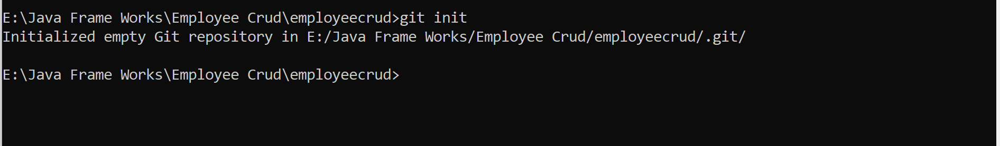 E:\Java Frame Works\Employee Crud\employeecrud>git init
Initialized empty Git repository in E:/Java Frame Works/Employee Crud/employeecrud/.git/
E:\Java Frame Works\Employee Crud\employeecrud>